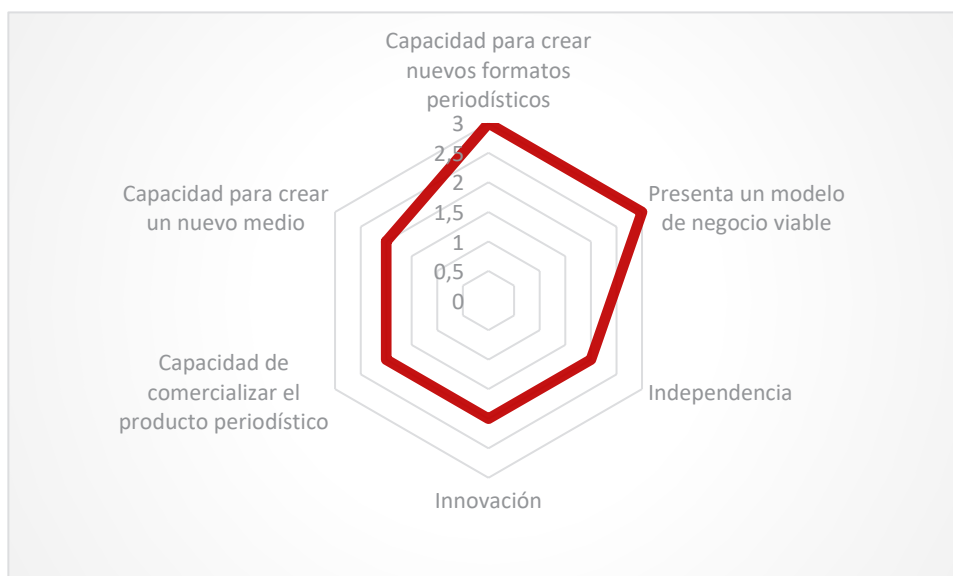 Capacidad para crear
nuevos formatos
periodísticos
3
2,5
2
1,5
1
0,5
0
Presenta un modelo
de negocio viable
Independencia
Innovación
Capacidad de
comercializar el
producto periodístico
Capacidad para crear
un nuevo medio